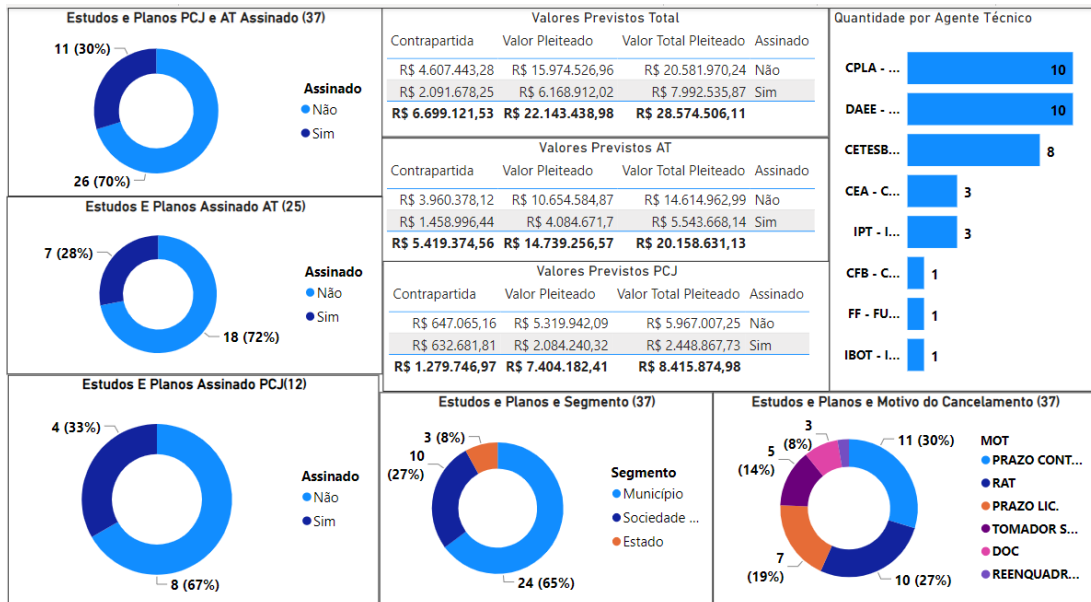 Estudos e Planos PCJ e AT Assinado (37)
11 (30%)
26 (70%)
Assinado
Não
Sim
Estudos E Planos Assinado AT (25)
7 (28%)
18 (72%)
Assinado
Não
Sim
Estudos E Planos Assinado PCJ(12)
4 (33%)
8 (67%)
Assinado
Não
Sim
Valores Previstos Total
Contrapartida Valor Pleiteado Valor Total Pleiteado Assinado
R$ 4.607.443,28 R$ 15.974.526,96 R$ 20.581.970,24 Não
R$ 2.091.678,25 R$ 6.168.912,02 R$ 7.992.535,87 Sim
R$ 6.699.121,53 R$ 22.143.438,98 R$ 28.574.506,11
Valores Previstos AT
Contrapartida Valor Pleiteado Valor Total Pleiteado Assinado
R$ 3.960.378,12 R$ 10.654.584,87 R$ 14.614.962,99 Não
R$ 1.458.996,44 R$ 4.084.671,7 R$ 5.543.668,14 Sim
R$ 5.419.374,56 R$ 14.739.256,57 R$ 20.158.631,13
Valores Previstos PCJ
Contrapartida Valor Pleiteado Valor Total Pleiteado Assinado
R$ 647.065,16 R$ 5.319.942,09 R$ 5.967.007,25 Não
R$ 632.681,81 R$ 2.084.240,32 R$ 2.448.867,73 Sim
R$ 1.279.746,97 R$ 7.404.182,41 R$ 8.415.874,98
Quantidade por Agente Técnico
CPLA - ... 10
DAEE - ... 10
CETESB... 8
CEA - C... 3
IPT - I... 3
CFB - C... 1
FF - FU... 1
IBOT - I... 1
Estudos e Planos e Segmento (37)
3 (8%)
10
(27%)
24 (65%)
Segmento
Município
Sociedade ...
Estado
Estudos e Planos e Motivo do Cancelamento (37)
3
(8%)
5
(14%)
7
(19%)
11 (30%)
10 (27%)
MOT
PRAZO CONT...
RAT
PRAZO LIC.
TOMADOR S...
DOC
REENQUADR...